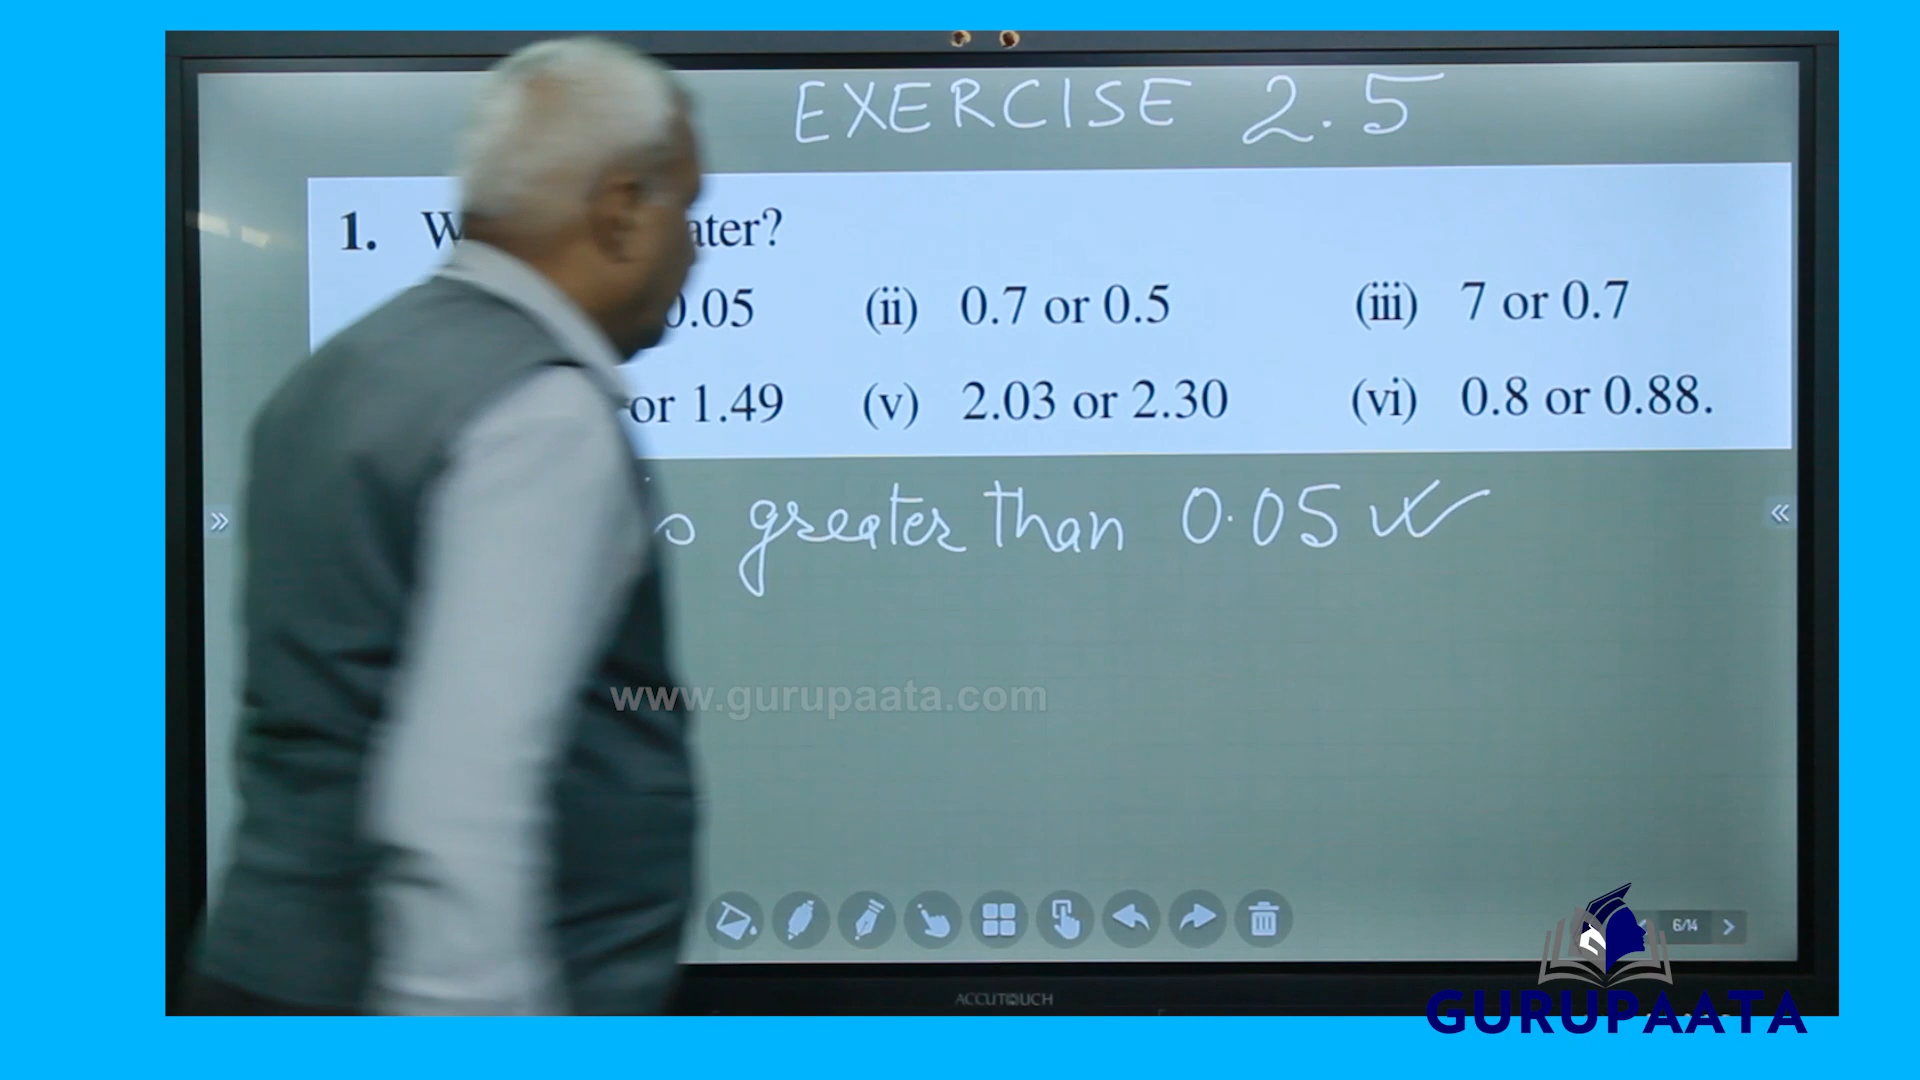 EXERCISE 2.5
1. ater?
0.05 (ii) 0.7 or 0.5 (iii) 7 or 0.7
or 1.49 (v) 2.03 or 2.30 (vi) 0.8 or 0.88.
greater than 0.05
www.gurupaata.com
6/14
ACCUTOUCH
GURUPAATA